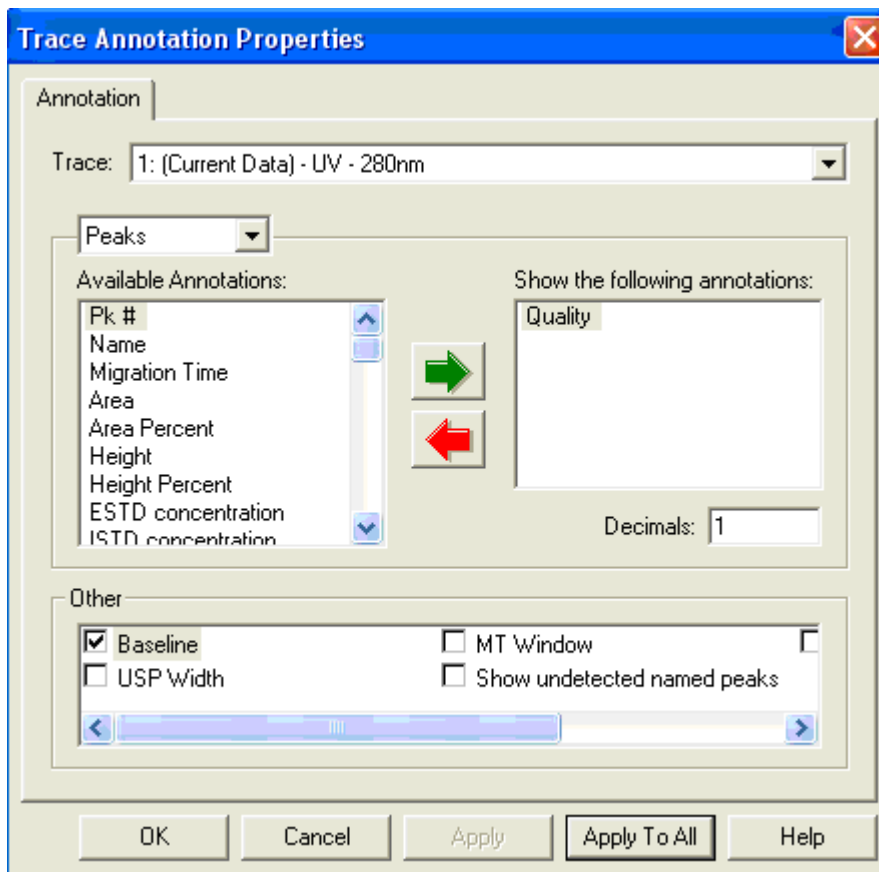 Trace Annotation Properties
Annotation
Trace: 1: (Current Data) - UV - 280nm
Peaks
Available Annotations:
Pk #
Name
Migration Time
Area
Area Percent
Height
Height Percent
ESTD concentration
ISTD concentration
Show the following annotations:
Quality
Decimals: 1
Other
Baseline MT Window
USP Width Show undetected named peaks
OK Cancel Apply Apply To All Help